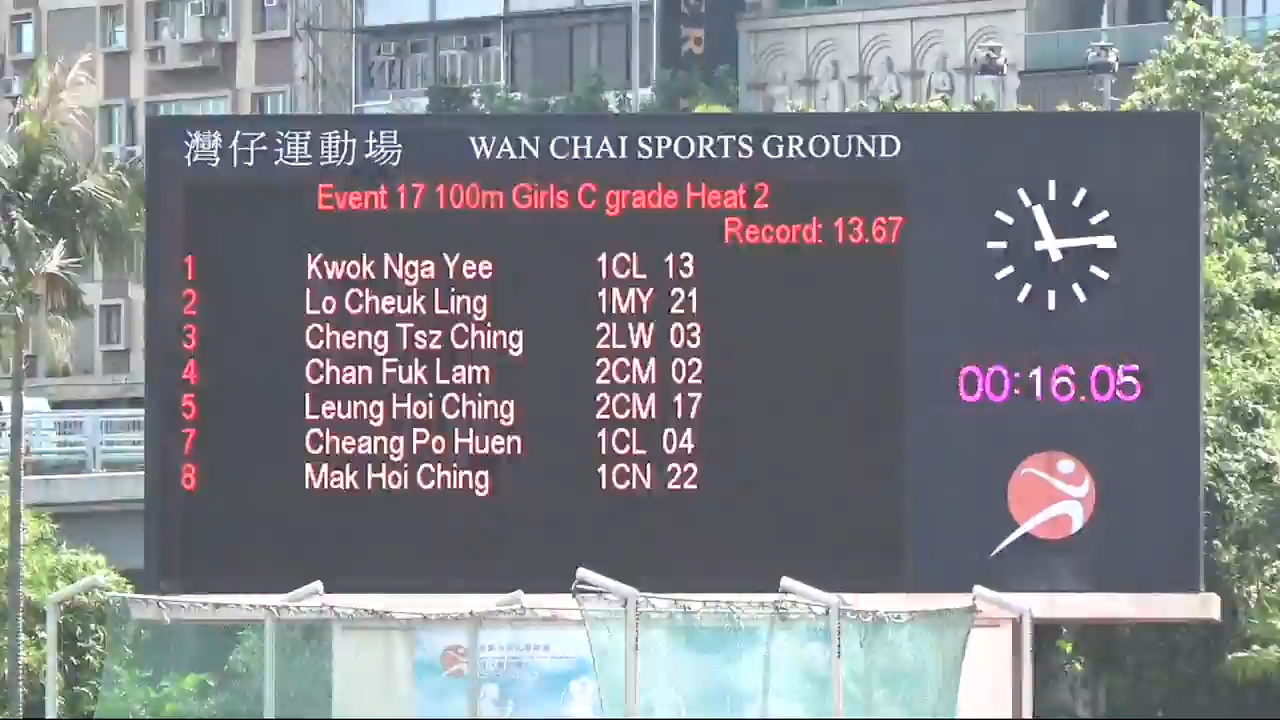 灣仔運動場 WAN CHAI SPORTS GROUND
Event 17 100m Girls C grade Heat 2
Record: 13.67
1 Kwok Nga Yee 1CL 13
2 Lo Cheuk Ling 1MY 21
3 Cheng Tsz Ching 2LW 03
4 Chan Fuk Lam 2CM 02
5 Leung Hoi Ching 2CM 17
7 Cheang Po Huen 1CL 04
8 Mak Hoi Ching 1CN 22
00:16.05